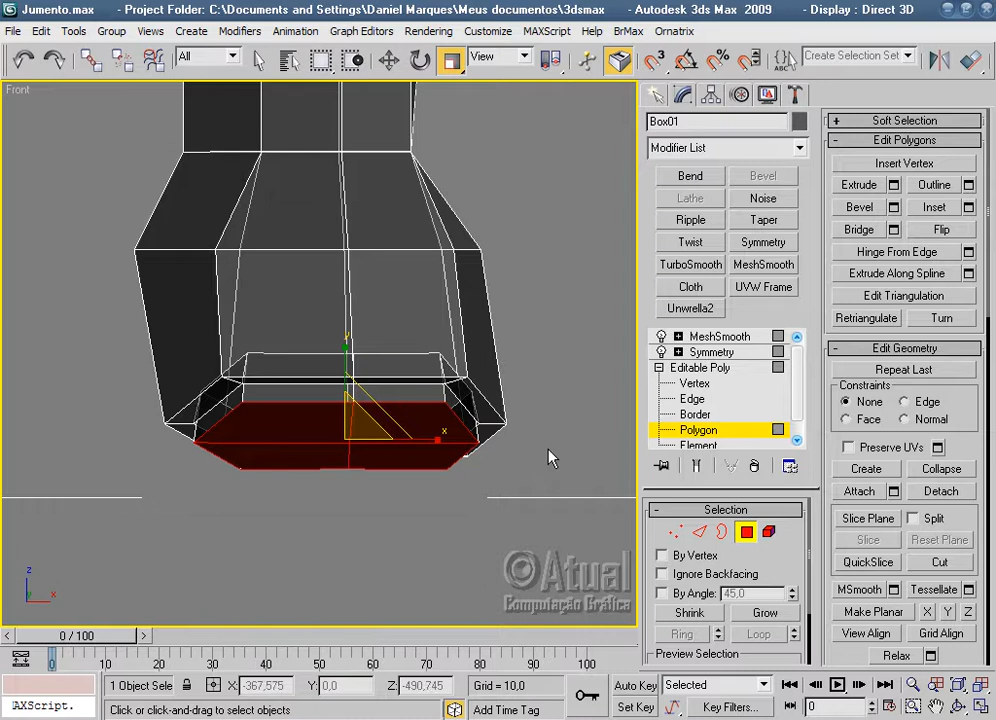 Jumento.max - Project Folder: C:\Documents and Settings\Daniel Marques\Meus documentos\3dsmax - Autodesk 3ds Max 2009 - Display : Direct 3D
File Edit Tools Group Views Create Modifiers Animation Graph Editors Rendering Customize MAXScript Help BrMax Ornatrix
All View Create Selection Set
Front
Box01
Modifier List
Bend Bevel
Lathe Noise
Ripple Taper
Twist Symmetry
TurboSmooth MeshSmooth
Cloth UVW Frame
Unwrella2
MeshSmooth
Symmetry
Editable Poly
Vertex
Edge
Border
Polygon
Element
Selection
By Vertex
Ignore Backfacing
By Angle: 45,0
Shrink Grow
Ring Loop
Preview Selection
Soft Selection
Edit Polygons
Insert Vertex
Extrude Outline
Bevel Inset
Bridge Flip
Hinge From Edge
Extrude Along Spline
Edit Triangulation
Retriangulate Turn
Edit Geometry
Repeat Last
Constraints
None Edge
Face Normal
Preserve UVs
Create Collapse
Attach Detach
Slice Plane Split
Slice Reset Plane
QuickSlice Cut
MSmooth Tessellate
Make Planar X Y Z
View Align Grid Align
Relax
y
x
z
y x
Atual
Computação Gráfica
0 / 100
0 10 20 30 40 50 60 70 80 90 100
1 Object Sele X: -367,575 Y: 0,0 Z: -490,745 Grid = 10,0
Auto Key Selected
AXScript. Click or click-and-drag to select objects Add Time Tag
Set Key Key Filters... 0